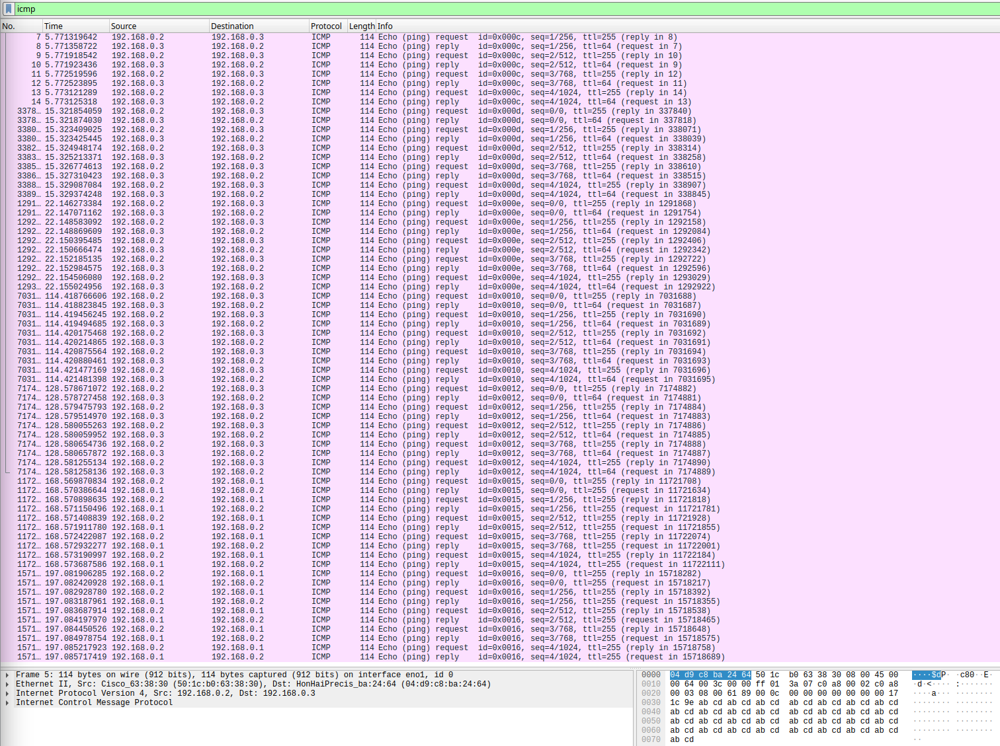 icmp
No. Time Source Destination Protocol Length Info
7 5.771319642 192.168.0.2 192.168.0.3 ICMP 114 Echo (ping) request id=0x000c, seq=1/256, ttl=255 (reply in 8)
8 5.771358722 192.168.0.3 192.168.0.2 ICMP 114 Echo (ping) reply id=0x000c, seq=1/256, ttl=64 (request in 7)
9 5.771918542 192.168.0.2 192.168.0.3 ICMP 114 Echo (ping) request id=0x000c, seq=2/512, ttl=255 (reply in 10)
10 5.771923436 192.168.0.3 192.168.0.2 ICMP 114 Echo (ping) reply id=0x000c, seq=2/512, ttl=64 (request in 9)
11 5.772519596 192.168.0.2 192.168.0.3 ICMP 114 Echo (ping) request id=0x000c, seq=3/768, ttl=255 (reply in 12)
12 5.772523895 192.168.0.3 192.168.0.2 ICMP 114 Echo (ping) reply id=0x000c, seq=3/768, ttl=64 (request in 11)
13 5.773121289 192.168.0.2 192.168.0.3 ICMP 114 Echo (ping) request id=0x000c, seq=4/1024, ttl=255 (reply in 14)
14 5.773125318 192.168.0.3 192.168.0.2 ICMP 114 Echo (ping) reply id=0x000c, seq=4/1024, ttl=64 (request in 13)
3378… 15.321854059 192.168.0.2 192.168.0.3 ICMP 114 Echo (ping) request id=0x000d, seq=0/0, ttl=255 (reply in 337840)
3378… 15.321874030 192.168.0.3 192.168.0.2 ICMP 114 Echo (ping) reply id=0x000d, seq=0/0, ttl=64 (request in 337818)
3380… 15.323409025 192.168.0.2 192.168.0.3 ICMP 114 Echo (ping) request id=0x000d, seq=1/256, ttl=255 (reply in 338071)
3380… 15.323425445 192.168.0.3 192.168.0.2 ICMP 114 Echo (ping) reply id=0x000d, seq=1/256, ttl=64 (request in 338039)
3382… 15.324948174 192.168.0.2 192.168.0.3 ICMP 114 Echo (ping) request id=0x000d, seq=2/512, ttl=255 (reply in 338314)
3383… 15.325213371 192.168.0.3 192.168.0.2 ICMP 114 Echo (ping) reply id=0x000d, seq=2/512, ttl=64 (request in 338258)
3385… 15.326774613 192.168.0.2 192.168.0.3 ICMP 114 Echo (ping) request id=0x000d, seq=3/768, ttl=255 (reply in 338610)
3386… 15.327310423 192.168.0.3 192.168.0.2 ICMP 114 Echo (ping) reply id=0x000d, seq=3/768, ttl=64 (request in 338515)
3388… 15.329087084 192.168.0.2 192.168.0.3 ICMP 114 Echo (ping) request id=0x000d, seq=4/1024, ttl=255 (reply in 338907)
3389… 15.329374248 192.168.0.3 192.168.0.2 ICMP 114 Echo (ping) reply id=0x000d, seq=4/1024, ttl=64 (request in 338845)
1291… 22.146273384 192.168.0.2 192.168.0.3 ICMP 114 Echo (ping) request id=0x000e, seq=0/0, ttl=255 (reply in 1291868)
1291… 22.147071162 192.168.0.3 192.168.0.2 ICMP 114 Echo (ping) reply id=0x000e, seq=0/0, ttl=64 (request in 1291754)
1292… 22.148583092 192.168.0.2 192.168.0.3 ICMP 114 Echo (ping) request id=0x000e, seq=1/256, ttl=255 (reply in 1292158)
1292… 22.148869609 192.168.0.3 192.168.0.2 ICMP 114 Echo (ping) reply id=0x000e, seq=1/256, ttl=64 (request in 1292084)
1292… 22.150395485 192.168.0.2 192.168.0.3 ICMP 114 Echo (ping) request id=0x000e, seq=2/512, ttl=255 (reply in 1292406)
1292… 22.150666474 192.168.0.3 192.168.0.2 ICMP 114 Echo (ping) reply id=0x000e, seq=2/512, ttl=64 (request in 1292342)
1292… 22.152185135 192.168.0.2 192.168.0.3 ICMP 114 Echo (ping) request id=0x000e, seq=3/768, ttl=255 (reply in 1292722)
1292… 22.152984575 192.168.0.3 192.168.0.2 ICMP 114 Echo (ping) reply id=0x000e, seq=3/768, ttl=64 (request in 1292596)
1292… 22.154506080 192.168.0.2 192.168.0.3 ICMP 114 Echo (ping) request id=0x000e, seq=4/1024, ttl=255 (reply in 1293029)
1293… 22.155024956 192.168.0.3 192.168.0.2 ICMP 114 Echo (ping) reply id=0x000e, seq=4/1024, ttl=64 (request in 1292922)
7031… 114.418766606 192.168.0.2 192.168.0.3 ICMP 114 Echo (ping) request id=0x0010, seq=0/0, ttl=255 (reply in 7031688)
7031… 114.418823845 192.168.0.3 192.168.0.2 ICMP 114 Echo (ping) reply id=0x0010, seq=0/0, ttl=64 (request in 7031687)
7031… 114.419456245 192.168.0.2 192.168.0.3 ICMP 114 Echo (ping) request id=0x0010, seq=1/256, ttl=255 (reply in 7031690)
7031… 114.419494685 192.168.0.3 192.168.0.2 ICMP 114 Echo (ping) reply id=0x0010, seq=1/256, ttl=64 (request in 7031689)
7031… 114.420175468 192.168.0.2 192.168.0.3 ICMP 114 Echo (ping) request id=0x0010, seq=2/512, ttl=255 (reply in 7031692)
7031… 114.420214865 192.168.0.3 192.168.0.2 ICMP 114 Echo (ping) reply id=0x0010, seq=2/512, ttl=64 (request in 7031691)
7031… 114.420875564 192.168.0.2 192.168.0.3 ICMP 114 Echo (ping) request id=0x0010, seq=3/768, ttl=255 (reply in 7031694)
7031… 114.420880461 192.168.0.3 192.168.0.2 ICMP 114 Echo (ping) reply id=0x0010, seq=3/768, ttl=64 (request in 7031693)
7031… 114.421477169 192.168.0.2 192.168.0.3 ICMP 114 Echo (ping) request id=0x0010, seq=4/1024, ttl=255 (reply in 7031696)
7031… 114.421481398 192.168.0.3 192.168.0.2 ICMP 114 Echo (ping) reply id=0x0010, seq=4/1024, ttl=64 (request in 7031695)
7174… 128.578671072 192.168.0.2 192.168.0.3 ICMP 114 Echo (ping) request id=0x0012, seq=0/0, ttl=255 (reply in 7174882)
7174… 128.578727458 192.168.0.3 192.168.0.2 ICMP 114 Echo (ping) reply id=0x0012, seq=0/0, ttl=64 (request in 7174881)
7174… 128.579475793 192.168.0.2 192.168.0.3 ICMP 114 Echo (ping) request id=0x0012, seq=1/256, ttl=255 (reply in 7174884)
7174… 128.579514970 192.168.0.3 192.168.0.2 ICMP 114 Echo (ping) reply id=0x0012, seq=1/256, ttl=64 (request in 7174883)
7174… 128.580055263 192.168.0.2 192.168.0.3 ICMP 114 Echo (ping) request id=0x0012, seq=2/512, ttl=255 (reply in 7174886)
7174… 128.580059952 192.168.0.3 192.168.0.2 ICMP 114 Echo (ping) reply id=0x0012, seq=2/512, ttl=64 (request in 7174885)
7174… 128.580654736 192.168.0.2 192.168.0.3 ICMP 114 Echo (ping) request id=0x0012, seq=3/768, ttl=255 (reply in 7174888)
7174… 128.580657872 192.168.0.3 192.168.0.2 ICMP 114 Echo (ping) reply id=0x0012, seq=3/768, ttl=64 (request in 7174887)
7174… 128.581255134 192.168.0.2 192.168.0.3 ICMP 114 Echo (ping) request id=0x0012, seq=4/1024, ttl=255 (reply in 7174890)
7174… 128.581258136 192.168.0.3 192.168.0.2 ICMP 114 Echo (ping) reply id=0x0012, seq=4/1024, ttl=64 (request in 7174889)
1172… 168.569870834 192.168.0.2 192.168.0.1 ICMP 114 Echo (ping) request id=0x0015, seq=0/0, ttl=255 (reply in 11721708)
1172… 168.570386644 192.168.0.1 192.168.0.2 ICMP 114 Echo (ping) reply id=0x0015, seq=0/0, ttl=255 (request in 11721634)
1172… 168.570898635 192.168.0.2 192.168.0.1 ICMP 114 Echo (ping) request id=0x0015, seq=1/256, ttl=255 (reply in 11721818)
1172… 168.571150496 192.168.0.1 192.168.0.2 ICMP 114 Echo (ping) reply id=0x0015, seq=1/256, ttl=255 (request in 11721781)
1172… 168.571408839 192.168.0.2 192.168.0.1 ICMP 114 Echo (ping) request id=0x0015, seq=2/512, ttl=255 (reply in 11721928)
1172… 168.571911780 192.168.0.1 192.168.0.2 ICMP 114 Echo (ping) reply id=0x0015, seq=2/512, ttl=255 (request in 11721855)
1172… 168.572422087 192.168.0.2 192.168.0.1 ICMP 114 Echo (ping) request id=0x0015, seq=3/768, ttl=255 (reply in 11722074)
1172… 168.572932277 192.168.0.1 192.168.0.2 ICMP 114 Echo (ping) reply id=0x0015, seq=3/768, ttl=255 (request in 11722001)
1172… 168.573190997 192.168.0.2 192.168.0.1 ICMP 114 Echo (ping) request id=0x0015, seq=4/1024, ttl=255 (reply in 11722184)
1172… 168.573687586 192.168.0.1 192.168.0.2 ICMP 114 Echo (ping) reply id=0x0015, seq=4/1024, ttl=255 (request in 11722111)
1571… 197.081906285 192.168.0.2 192.168.0.1 ICMP 114 Echo (ping) request id=0x0016, seq=0/0, ttl=255 (reply in 15718282)
1571… 197.082420928 192.168.0.1 192.168.0.2 ICMP 114 Echo (ping) reply id=0x0016, seq=0/0, ttl=255 (request in 15718217)
1571… 197.082928780 192.168.0.2 192.168.0.1 ICMP 114 Echo (ping) request id=0x0016, seq=1/256, ttl=255 (reply in 15718392)
1571… 197.083187961 192.168.0.1 192.168.0.2 ICMP 114 Echo (ping) reply id=0x0016, seq=1/256, ttl=255 (request in 15718355)
1571… 197.083687914 192.168.0.2 192.168.0.1 ICMP 114 Echo (ping) request id=0x0016, seq=2/512, ttl=255 (reply in 15718538)
1571… 197.084197970 192.168.0.1 192.168.0.2 ICMP 114 Echo (ping) reply id=0x0016, seq=2/512, ttl=255 (request in 15718465)
1571… 197.084450526 192.168.0.2 192.168.0.1 ICMP 114 Echo (ping) request id=0x0016, seq=3/768, ttl=255 (reply in 15718648)
1571… 197.084978754 192.168.0.1 192.168.0.2 ICMP 114 Echo (ping) reply id=0x0016, seq=3/768, ttl=255 (request in 15718575)
1571… 197.085217923 192.168.0.2 192.168.0.1 ICMP 114 Echo (ping) request id=0x0016, seq=4/1024, ttl=255 (reply in 15718758)
1571… 197.085717419 192.168.0.1 192.168.0.2 ICMP 114 Echo (ping) reply id=0x0016, seq=4/1024, ttl=255 (request in 15718689)
Frame 5: 114 bytes on wire (912 bits), 114 bytes captured (912 bits) on interface eno1, id 0
Ethernet II, Src: Cisco_63:38:30 (50:1c:b0:63:38:30), Dst: HonHaiPrecis_ba:24:64 (04:d9:c8:ba:24:64)
Internet Protocol Version 4, Src: 192.168.0.2, Dst: 192.168.0.3
Internet Control Message Protocol
0000 04 d9 c8 ba 24 64 50 1c b0 63 38 30 08 00 45 00 ····$dP· ·c80··E·
0010 00 64 00 3c 00 00 ff 01 3a 07 c0 a8 00 02 c0 a8 ·d·<···· :·······
0020 00 03 08 00 61 89 00 0c 00 00 00 00 00 00 00 17 ····a··· ········
0030 1c 9e ab cd ab cd ab cd ab cd ab cd ab cd ab cd ········ ········
0040 ab cd ab cd ab cd ab cd ab cd ab cd ab cd ab cd ········ ········
0050 ab cd ab cd ab cd ab cd ab cd ab cd ab cd ab cd ········ ········
0060 ab cd ab cd ab cd ab cd ab cd ab cd ab cd ab cd ········ ········
0070 ab cd ··